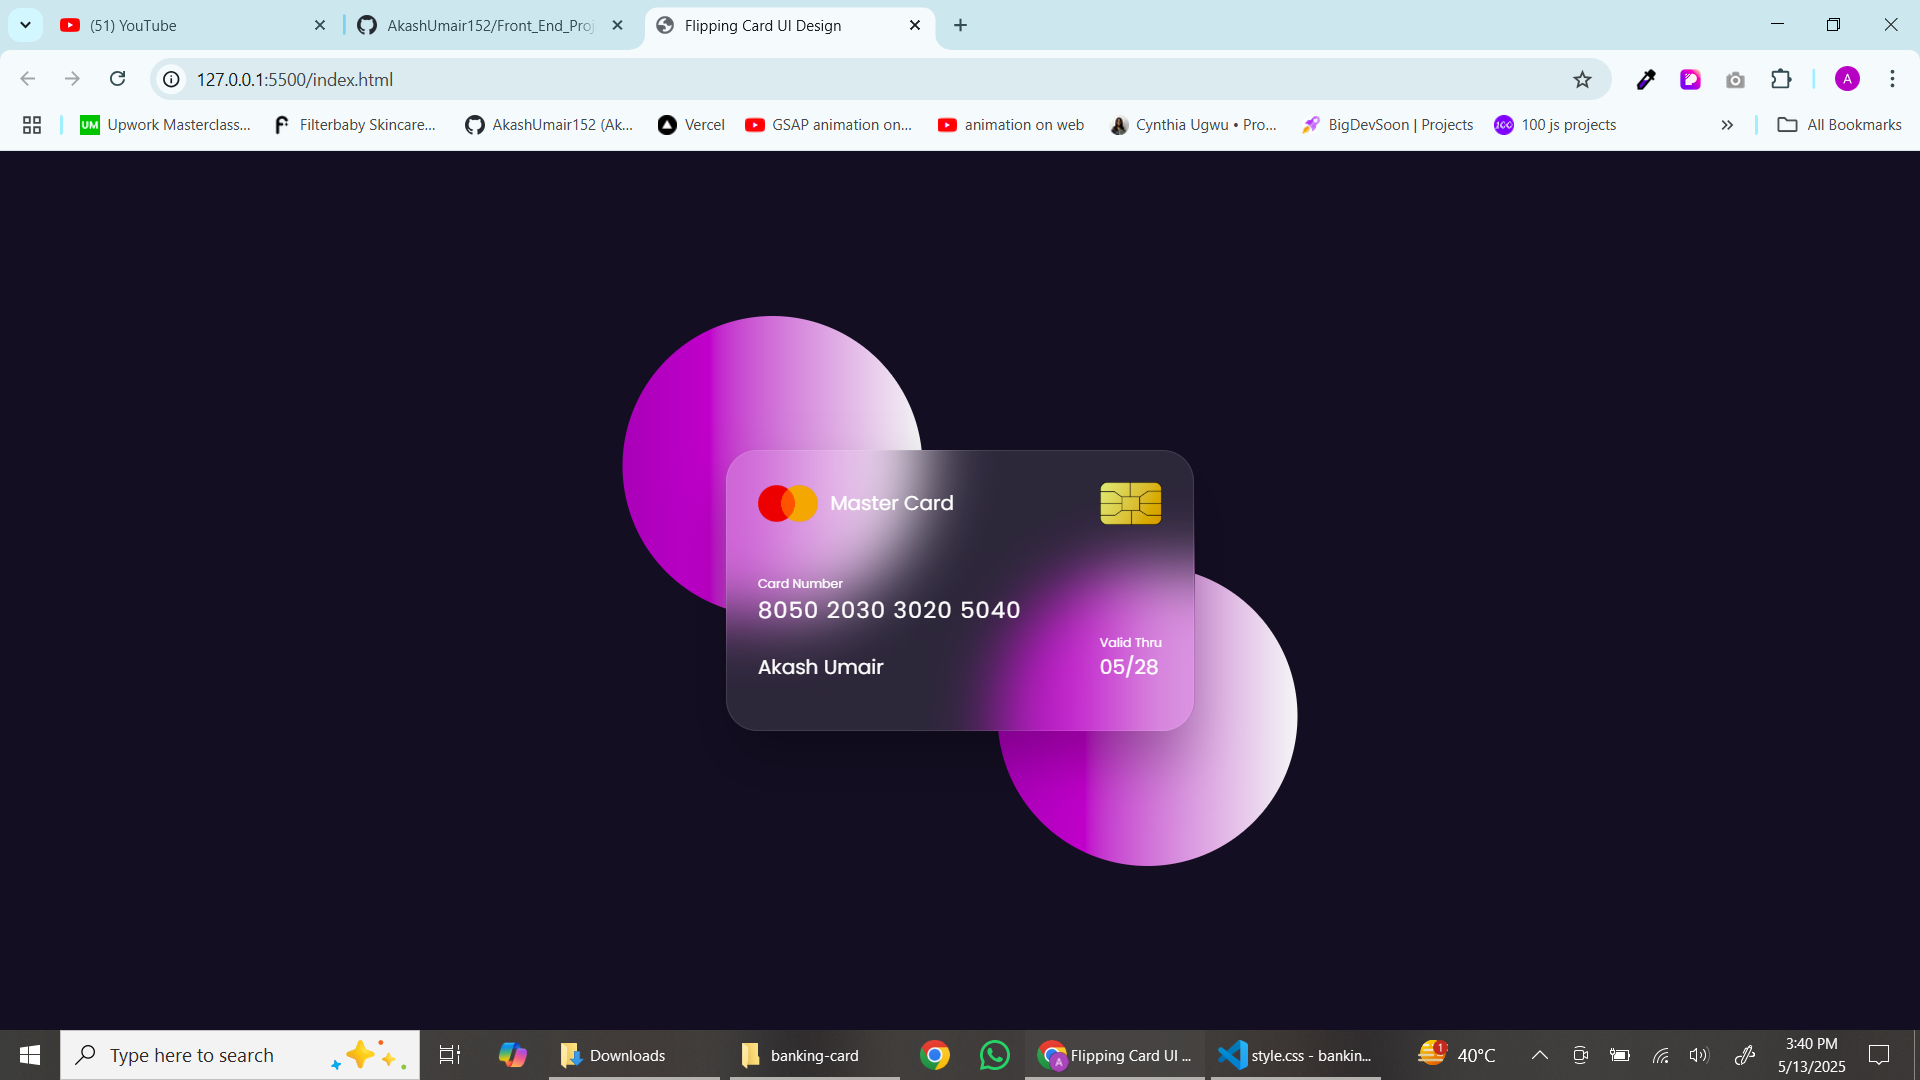 (51) YouTube
AkashUmair152/Front_End_Proj
Flipping Card UI Design
127.0.0.1:5500/index.html
A
UM Upwork Masterclass...
Filterbaby Skincare...
AkashUmair152 (Ak...
Vercel
GSAP animation on...
animation on web
Cynthia Ugwu • Pro...
BigDevSoon | Projects
100 100 js projects
All Bookmarks
Master Card
Card Number
8050 2030 3020 5040
Valid Thru
Akash Umair
05/28
Type here to search
Downloads
banking-card
A
Flipping Card UI ...
style.css - bankin...
1
40°C
3:40 PM
5/13/2025